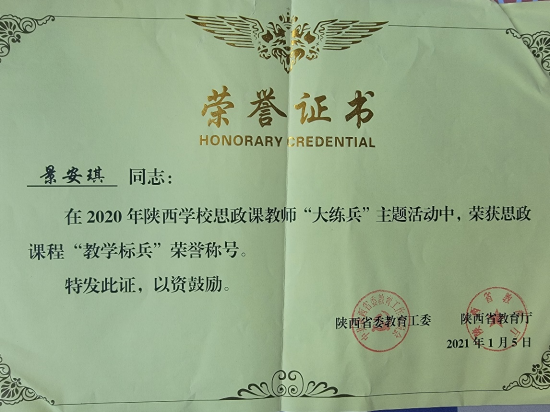 荣誉证书
HONORARY CREDENTIAL
景安琪 同志：
在2020年陕西学校思政课教师“大练兵”主题活动中，荣获思政
课程“教学标兵”荣誉称号。
特发此证，以资鼓励。
陕西省委教育工委 陕西省教育厅
2021年1月5日